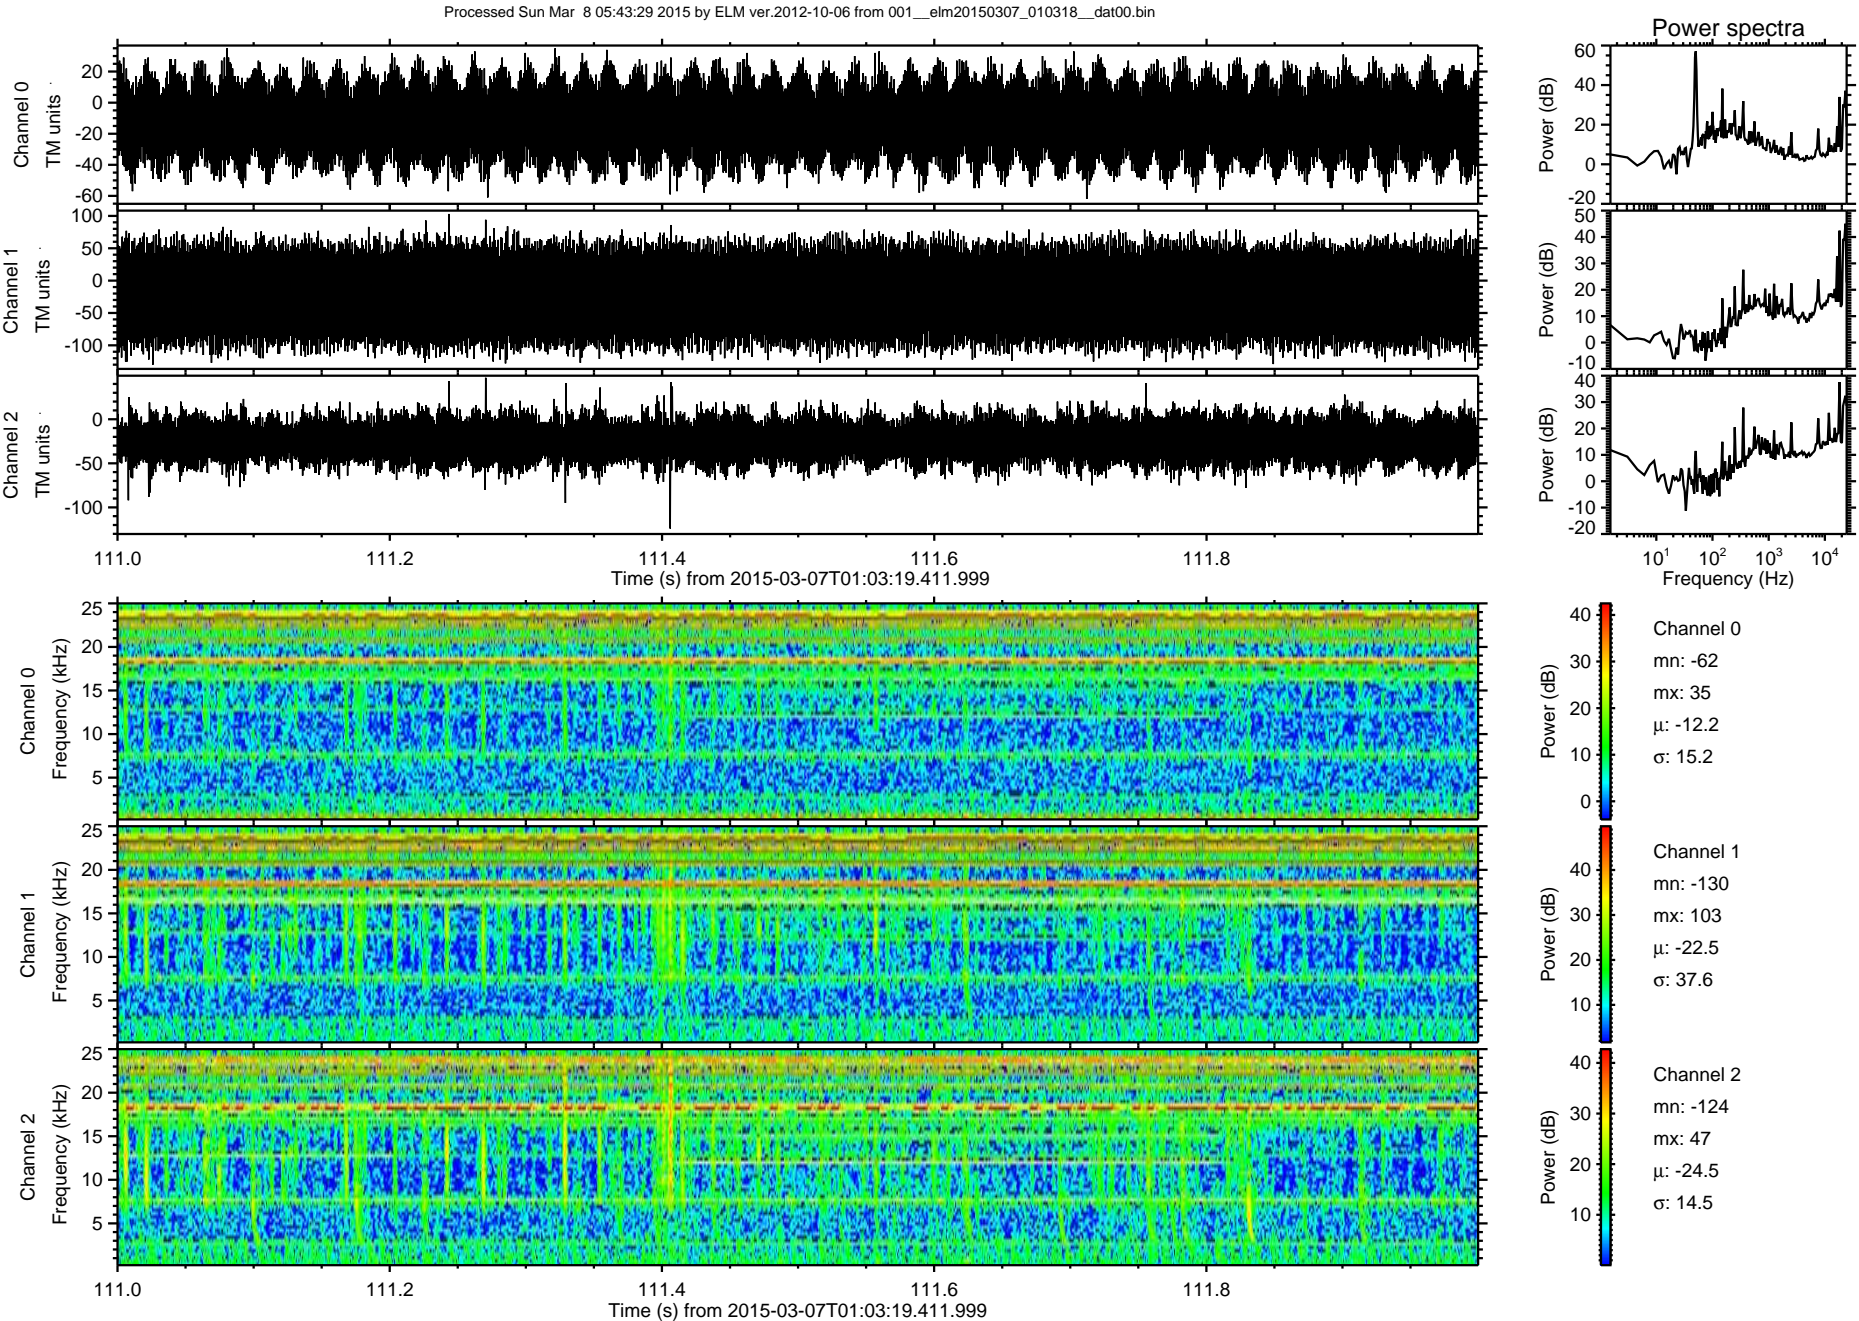 Processed Sun Mar  8 05:43:29 2015 by ELM ver.2012-10-06 from 001__elm20150307_010318__dat00.bin
Power spectra
Channel 0
TM units
20
0
-20
-40
-60
Power (dB)
60
40
20
0
-20
Channel 1
TM units
100
50
0
-50
-100
Power (dB)
50
40
30
20
10
0
-10
Channel 2
TM units
0
-50
-100
Power (dB)
40
30
20
10
0
-10
-20
111.0 111.2 111.4 111.6 111.8
Time (s) from 2015-03-07T01:03:19.411.999
10^1 10^2 10^3 10^4
Frequency (Hz)
Channel 0
Frequency (kHz)
25
20
15
10
5
Power (dB)
40
30
20
10
0
Channel 0
mn: -62
mx: 35
μ: -12.2
σ: 15.2
Channel 1
Frequency (kHz)
25
20
15
10
5
Power (dB)
40
30
20
10
Channel 1
mn: -130
mx: 103
μ: -22.5
σ: 37.6
Channel 2
Frequency (kHz)
25
20
15
10
5
Power (dB)
40
30
20
10
Channel 2
mn: -124
mx: 47
μ: -24.5
σ: 14.5
111.0 111.2 111.4 111.6 111.8
Time (s) from 2015-03-07T01:03:19.411.999